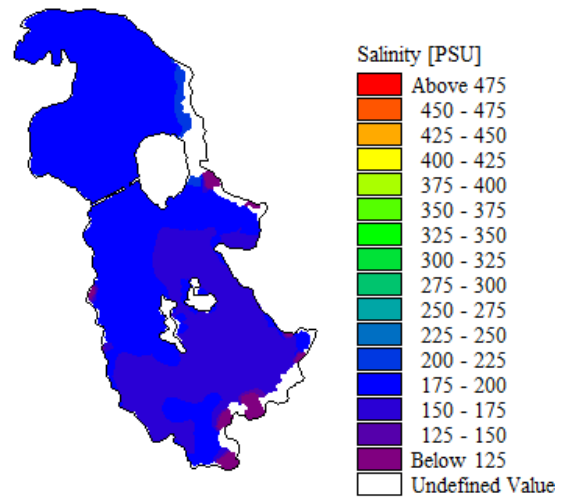 Salinity [PSU]
Above 475
450 - 475
425 - 450
400 - 425
375 - 400
350 - 375
325 - 350
300 - 325
275 - 300
250 - 275
225 - 250
200 - 225
175 - 200
150 - 175
125 - 150
Below 125
Undefined Value